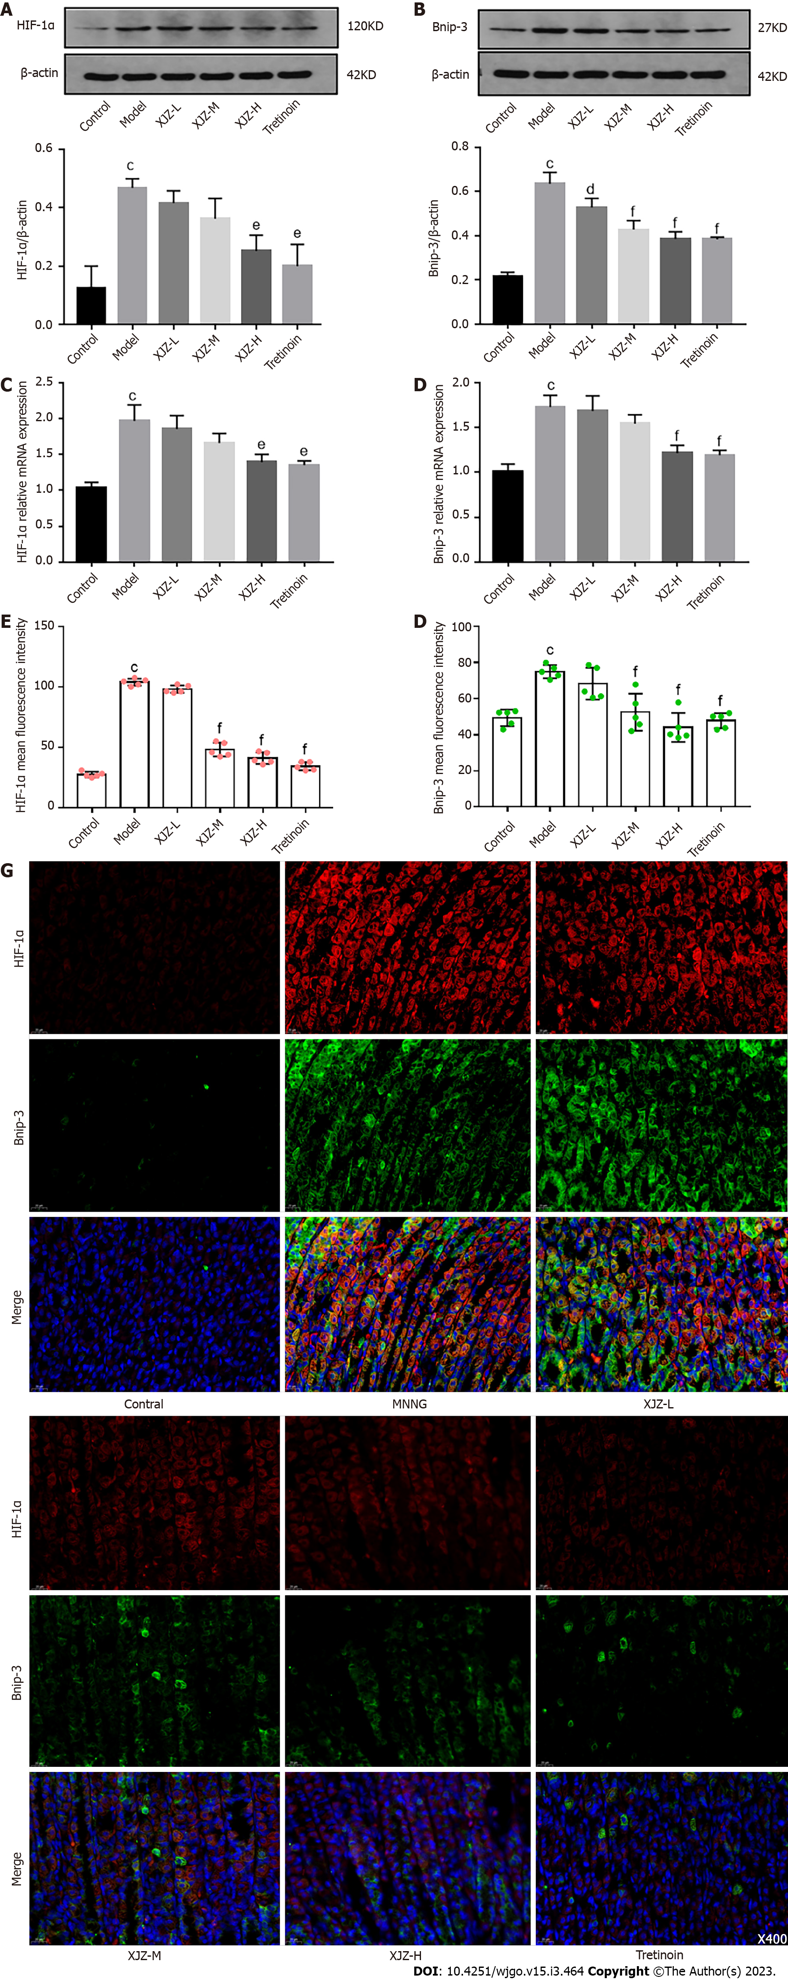 A
HIF-1α
120KD
β-actin
42KD
Control
Model
XJZ-L
XJZ-M
XJZ-H
Tretinoin
B
Bnip-3
27KD
β-actin
42KD
Control
Model
XJZ-L
XJZ-M
XJZ-H
Tretinoin
HIF-1α/β-actin
0.6
0.4
0.2
0.0
c
e
e
Control
Model
XJZ-L
XJZ-M
XJZ-H
Tretinoin
Bnip-3/β-actin
0.8
0.6
0.4
0.2
0.0
c
d
f
f
f
Control
Model
XJZ-L
XJZ-M
XJZ-H
Tretinoin
C
HIF-1α relative mRNA expression
2.5
2.0
1.5
1.0
0.5
0.0
c
e
e
Control
Model
XJZ-L
XJZ-M
XJZ-H
Tretinoin
D
Bnip-3 relative mRNA expression
2.0
1.5
1.0
0.5
0.0
c
f
f
Control
Model
XJZ-L
XJZ-M
XJZ-H
Tretinoin
E
HIF-1α mean fluorescence intensity
150
100
50
0
c
f
f
f
Control
Model
XJZ-L
XJZ-M
XJZ-H
Tretinoin
D
Bnip-3 mean fluorescence intensity
100
80
60
40
20
0
c
f
f
f
Control
Model
XJZ-L
XJZ-M
XJZ-H
Tretinoin
G
HIF-1α
Bnip-3
Merge
Contral
MNNG
XJZ-L
HIF-1α
Bnip-3
Merge
X400
XJZ-M
XJZ-H
Tretinoin
DOI: 10.4251/wjgo.v15.i3.464 Copyright ©The Author(s) 2023.